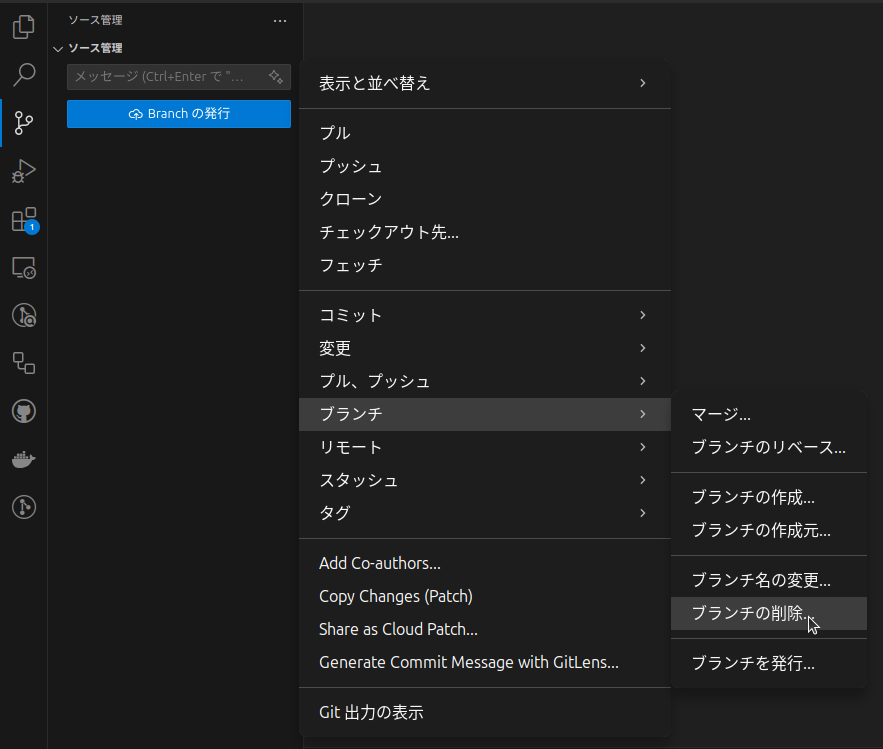 ソース管理
ソース管理
メッセージ (Ctrl+Enter で "...
Branch の発行
1
表示と並べ替え
プル
プッシュ
クローン
チェックアウト先...
フェッチ
コミット
変更
プル、プッシュ
ブランチ
リモート
スタッシュ
タグ
Add Co-authors...
Copy Changes (Patch)
Share as Cloud Patch...
Generate Commit Message with GitLens...
Git 出力の表示
マージ...
ブランチのリベース...
ブランチの作成...
ブランチの作成元...
ブランチ名の変更...
ブランチの削除...
ブランチを発行...